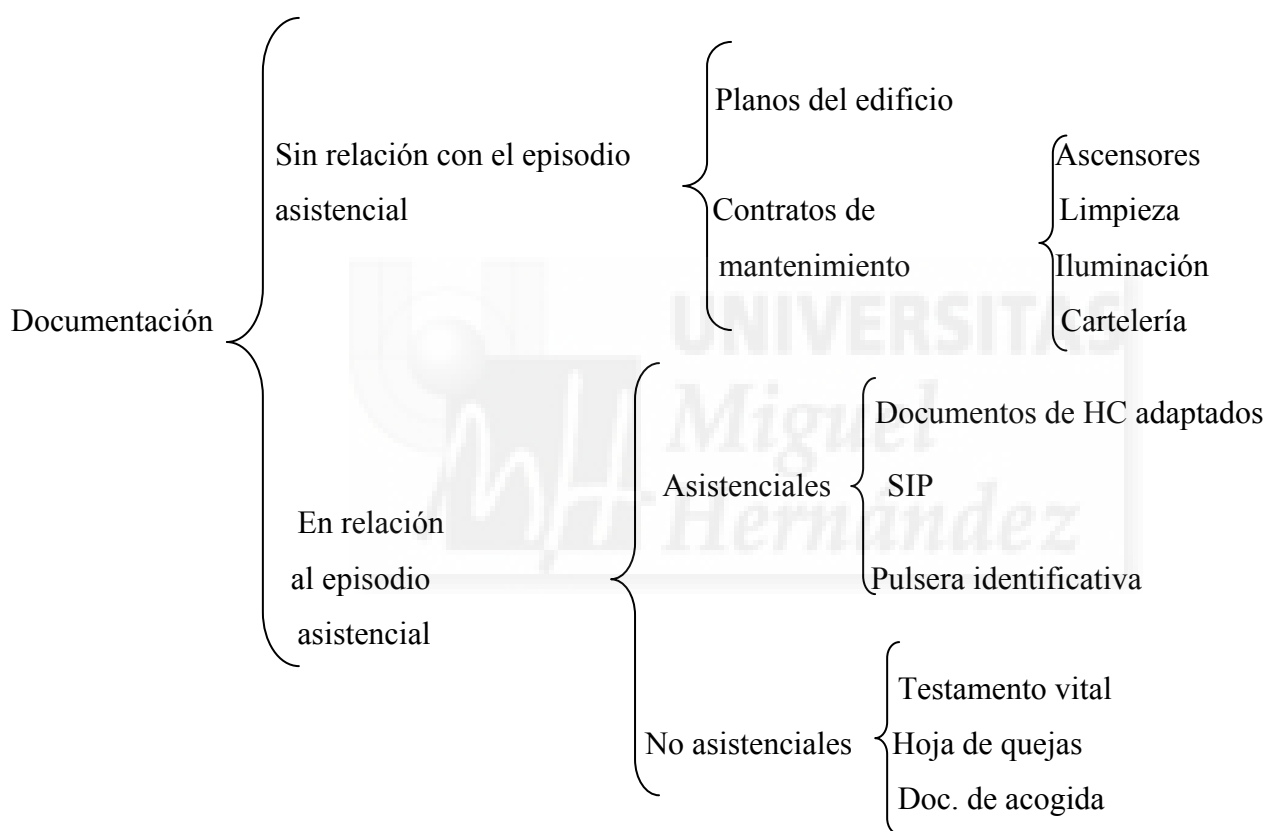 Documentación
Sin relación con el episodio
asistencial
Planos del edificio
Contratos de
mantenimiento
Ascensores
Limpieza
Iluminación
Cartelería
En relación
al episodio
asistencial
Asistenciales
Documentos de HC adaptados
SIP
Pulsera identificativa
No asistenciales
Testamento vital
Hoja de quejas
Doc. de acogida
UNIVERSITAS
Miguel
Hernández